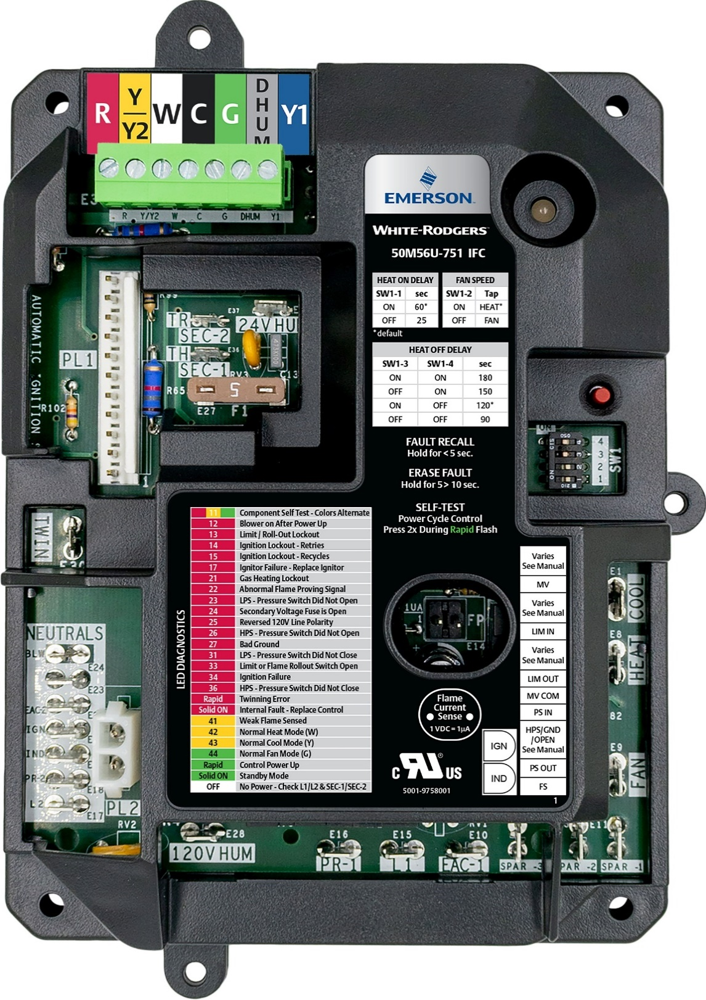 R
Y
Y2
W
C
G
DHUM
Y1
R Y/Y2 W C G DHUM Y1
EMERSON™
WHITE-RODGERS™
50M56U-751 IFC
HEAT ON DELAY
SW1-1 sec
ON 60*
OFF 25
*default
FAN SPEED
SW1-2 Tap
ON HEAT*
OFF FAN
HEAT OFF DELAY
SW1-3 SW1-4 sec
ON ON 180
OFF ON 150
ON OFF 120*
OFF OFF 90
FAULT RECALL
Hold for < 5 sec.
ERASE FAULT
Hold for 5 > 10 sec.
SELF-TEST
Power Cycle Control
Press 2x During Rapid Flash
PL1
R102
1
R99
E37
TR
SEC-2
24V HU
TH
E36
SEC-1
RV3
C13
R65
5
E27
F1
ON
4
3
2
1
SW1
TWIN
LED DIAGNOSTICS
11 Component Self Test - Colors Alternate
12 Blower on After Power Up
13 Limit / Roll-Out Lockout
14 Ignition Lockout - Retries
15 Ignition Lockout - Recycles
17 Ignitor Failure - Replace Ignitor
21 Gas Heating Lockout
22 Abnormal Flame Proving Signal
23 LPS - Pressure Switch Did Not Open
24 Secondary Voltage Fuse is Open
25 Reversed 120V Line Polarity
26 HPS - Pressure Switch Did Not Open
27 Bad Ground
31 LPS - Pressure Switch Did Not Close
33 Limit or Flame Rollout Switch Open
34 Ignition Failure
36 HPS - Pressure Switch Did Not Close
Rapid Twinning Error
Solid ON Internal Fault - Replace Control
41 Weak Flame Sensed
42 Normal Heat Mode (W)
43 Normal Cool Mode (Y)
44 Normal Fan Mode (G)
Rapid Control Power Up
Solid ON Standby Mode
OFF No Power - Check L1/L2 & SEC-1/SEC-2
1UA
1
FP
+
E14
Flame
Current
Sense
1 VDC = 1µA
C UR® US
5001-9758001
IGN
IND
Varies
See Manual
MV
Varies
See Manual
LIM IN
Varies
See Manual
LIM OUT
MV COM
PS IN
HPS/GND
/OPEN
See Manual
PS OUT
FS
1
E1
COOL
E8
HEAT
82
E9
FAN
NEUTRALS
BLW
E24
E23
EAC-2
IGN
IND
PR-2
E18
L2
E17
PL2
RV2
E28
120V HUM
E16
PR-1
E15
L1
E10
EAC-1
RV1
SPAR -3
E11
PAR -2
SPAR -1